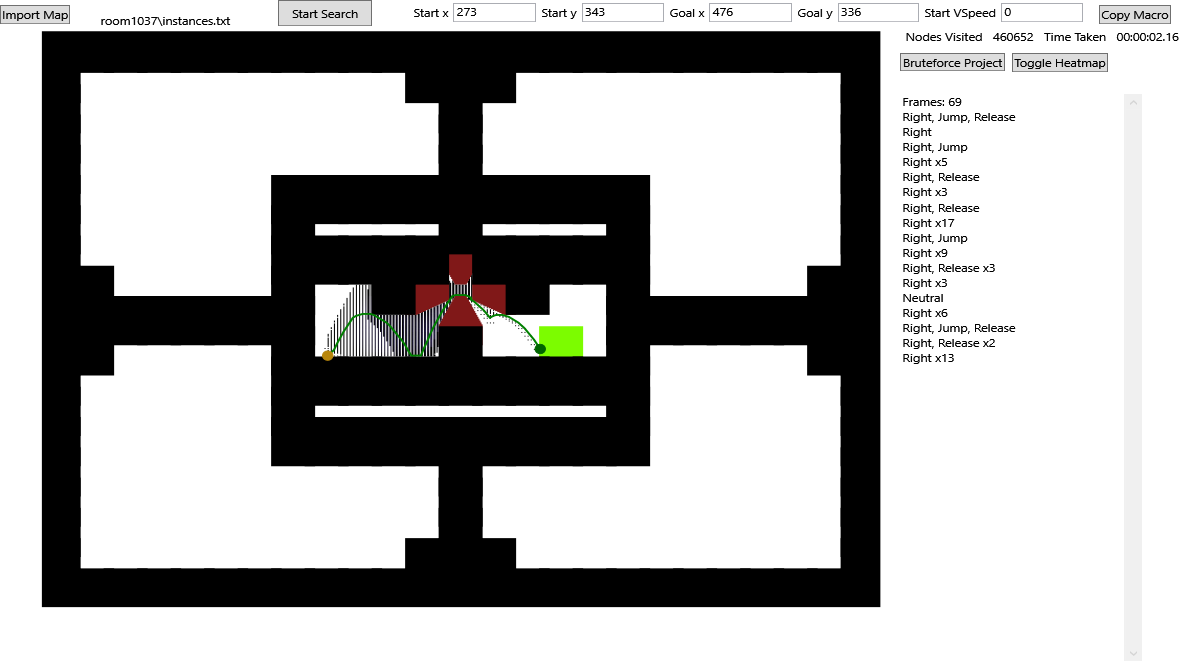 Import Map room1037\instances.txt Start Search Start x 273 Start y 343 Goal x 476 Goal y 336 Start VSpeed 0 Copy Macro
Nodes Visited 460652 Time Taken 00:00:02.16
Bruteforce Project Toggle Heatmap
Frames: 69
Right, Jump, Release
Right
Right, Jump
Right x5
Right, Release
Right x3
Right, Release
Right x17
Right, Jump
Right x9
Right, Release x3
Right x3
Neutral
Right x6
Right, Jump, Release
Right, Release x2
Right x13